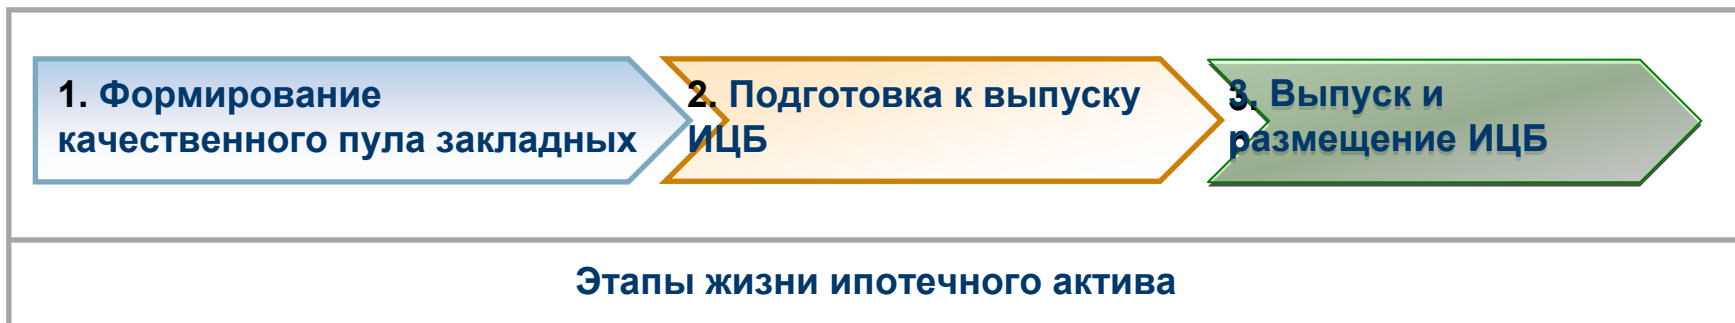 1. Формирование
качественного пула закладных
2. Подготовка к выпуску
ИЦБ
3. Выпуск и
размещение ИЦБ
Этапы жизни ипотечного актива